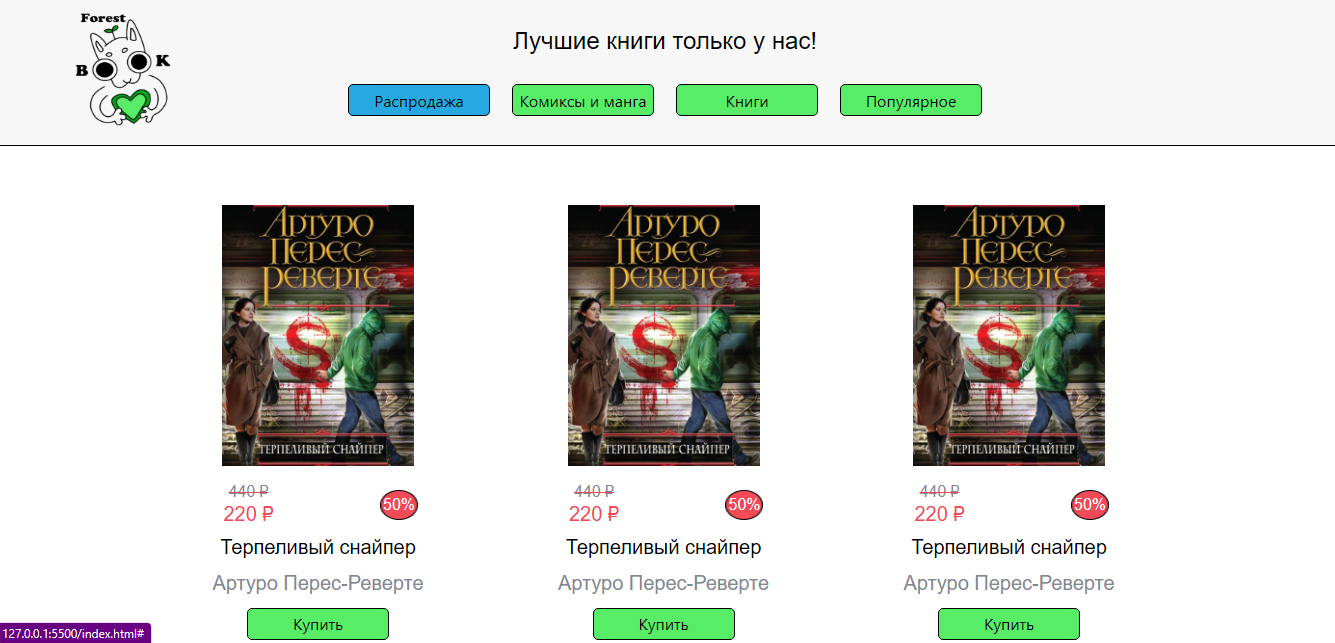 Forest
B
K
Лучшие книги только у нас!
Распродажа
Комиксы и манга
Книги
Популярное
АРТУРО
ПЕРЕС-
РЕВЕРТЕ
S
ТЕРПЕЛИВЫЙ СНАЙПЕР
АРТУРО
ПЕРЕС-
РЕВЕРТЕ
S
ТЕРПЕЛИВЫЙ СНАЙПЕР
АРТУРО
ПЕРЕС-
РЕВЕРТЕ
S
ТЕРПЕЛИВЫЙ СНАЙПЕР
440 ₽
220 ₽
50%
Терпеливый снайпер
Артуро Перес-Реверте
Купить
440 ₽
220 ₽
50%
Терпеливый снайпер
Артуро Перес-Реверте
Купить
440 ₽
220 ₽
50%
Терпеливый снайпер
Артуро Перес-Реверте
Купить
127.0.0.1:5500/index.html#